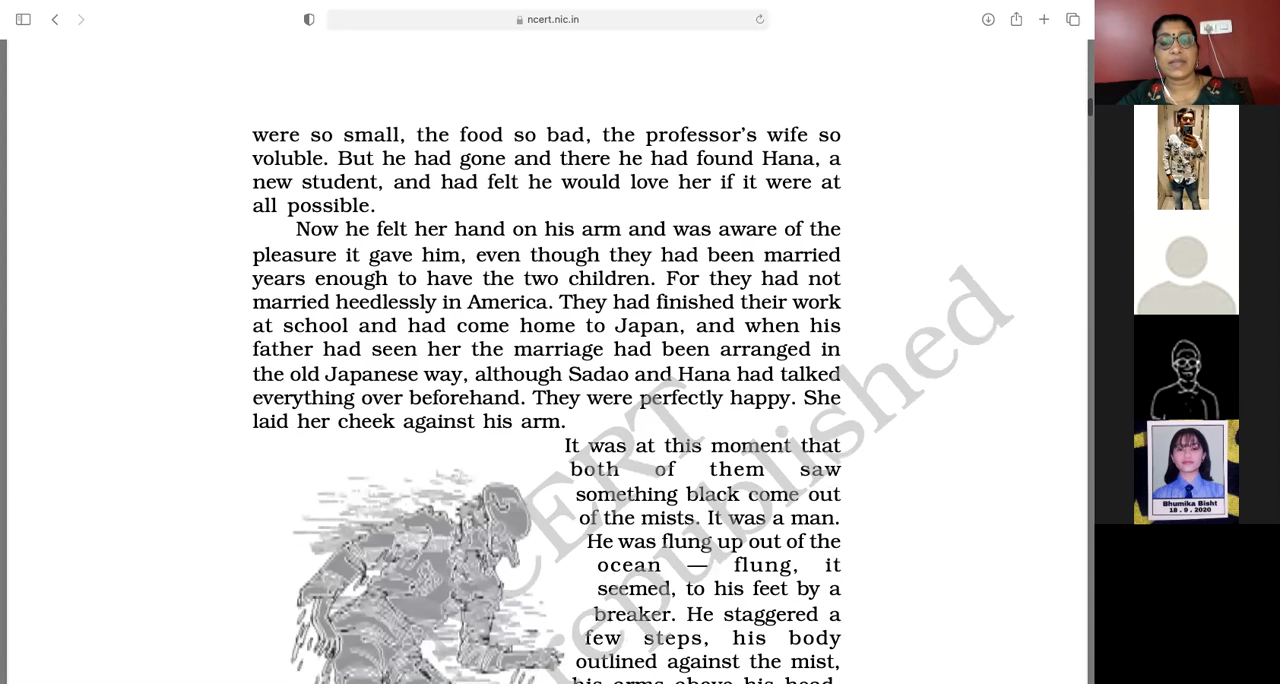 ncert.nic.in
were so small, the food so bad, the professor's wife so
voluble. But he had gone and there he had found Hana, a
new student, and had felt he would love her if it were at
all possible.
Now he felt her hand on his arm and was aware of the
pleasure it gave him, even though they had been married
years enough to have the two children. For they had not
married heedlessly in America. They had finished their work
at school and had come home to Japan, and when his
father had seen her the marriage had been arranged in
the old Japanese way, although Sadao and Hana had talked
everything over beforehand. They were perfectly happy. She
laid her cheek against his arm.
It was at this moment that
both of them saw
something black come out
of the mists. It was a man.
He was flung up out of the
ocean — flung, it
seemed, to his feet by a
breaker. He staggered a
few steps, his body
outlined against the mist,
his arms above his head.
CERT
republished
Bhumika Bisht
18.9.2020